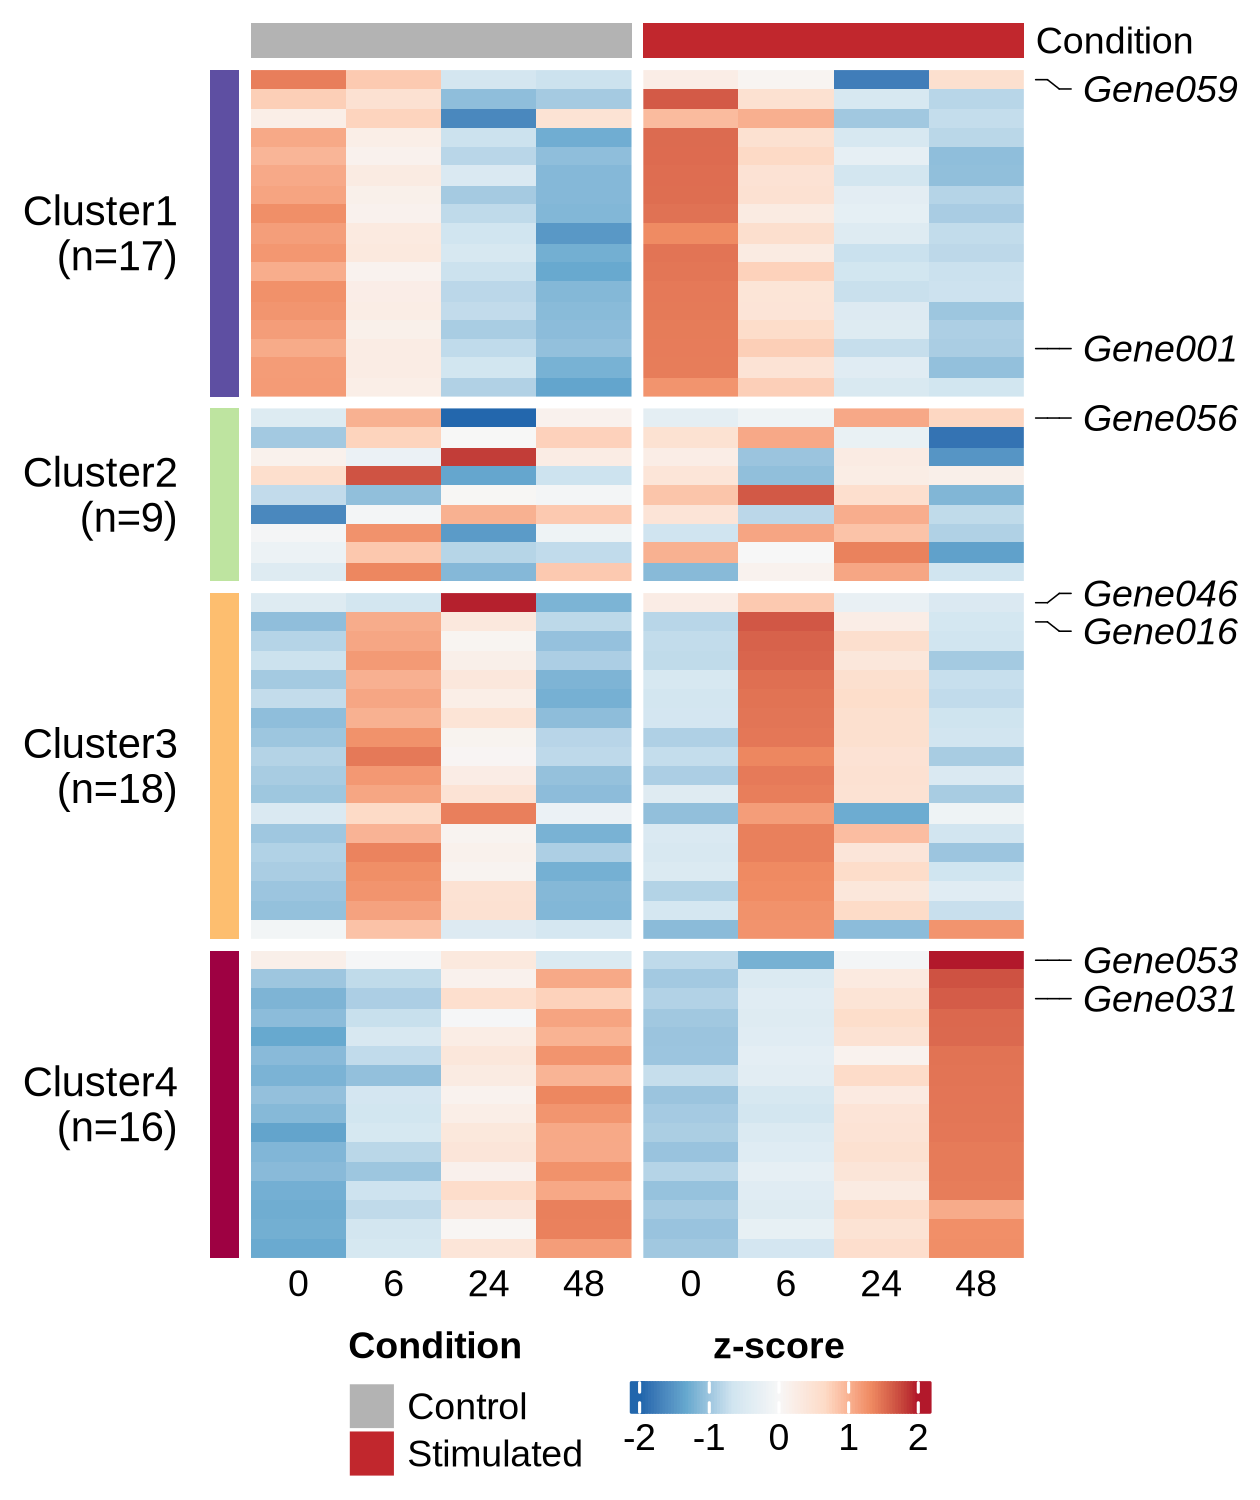 Condition
Gene059
Cluster1
(n=17)
Gene001
Gene056
Cluster2
(n=9)
Gene046
Gene016
Cluster3
(n=18)
Gene053
Gene031
Cluster4
(n=16)
0 6 24 48 0 6 24 48
Condition z-score
Control
Stimulated
-2 -1 0 1 2